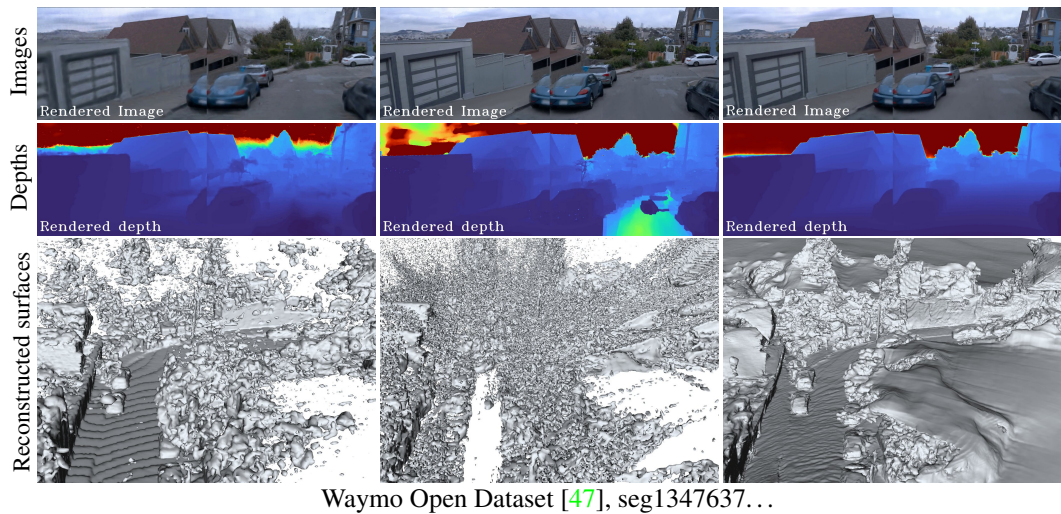 Images
Rendered Image
Rendered Image
Rendered Image
Depths
Rendered depth
Rendered depth
Rendered depth
Reconstructed surfaces
Waymo Open Dataset [47], seg1347637...